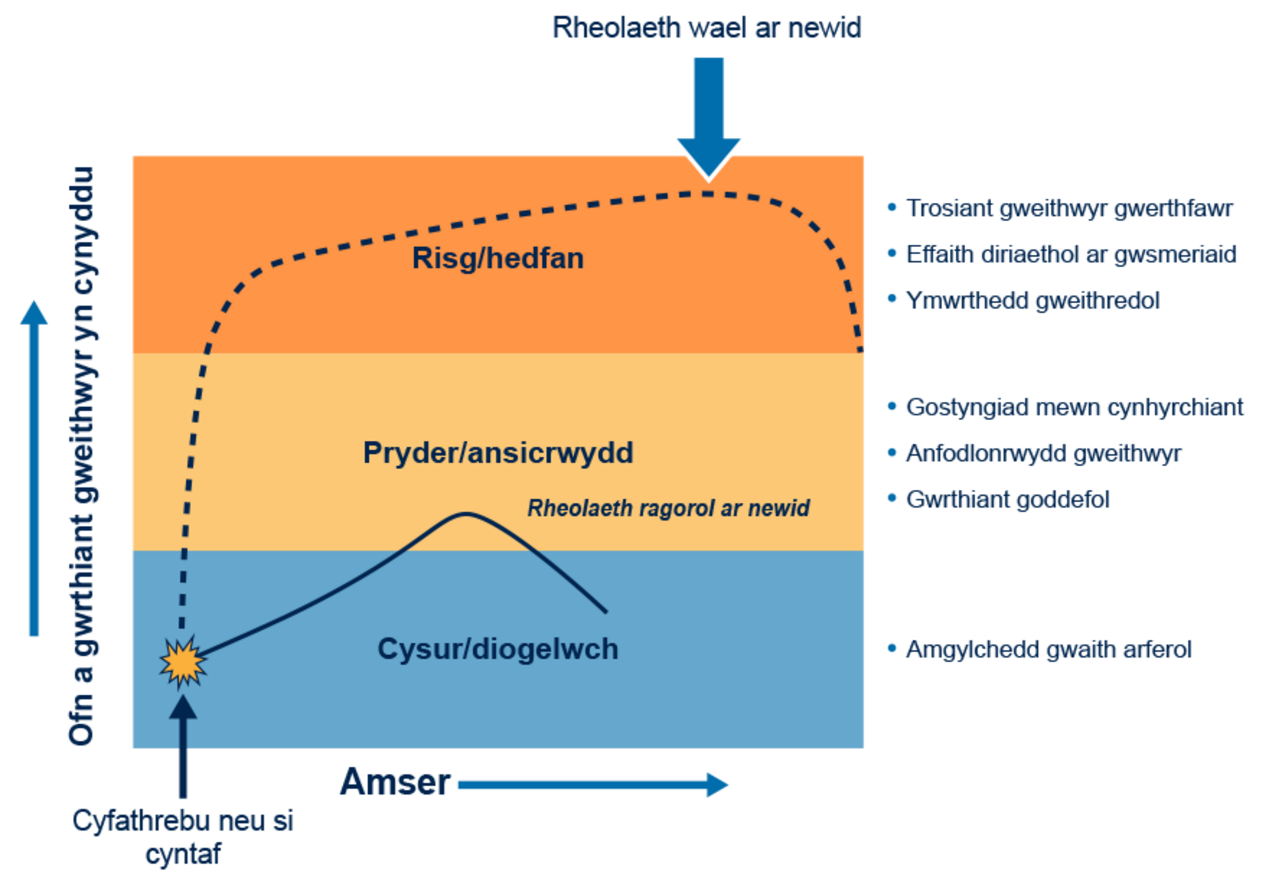 Rheolaeth wael ar newid
Ofn a gwrthiant gweithwyr yn cynyddu
Risg/hedfan
• Trosiant gweithwyr gwerthfawr
• Effaith diriaethol ar gwsmeriaid
• Ymwrthedd gweithredol
Pryder/ansicrwydd
Rheolaeth ragorol ar newid
• Gostyngiad mewn cynhyrchiant
• Anfodlonrwydd gweithwyr
• Gwrthiant goddefol
Cysur/diogelwch
• Amgylchedd gwaith arferol
Amser
Cyfathrebu neu si
cyntaf